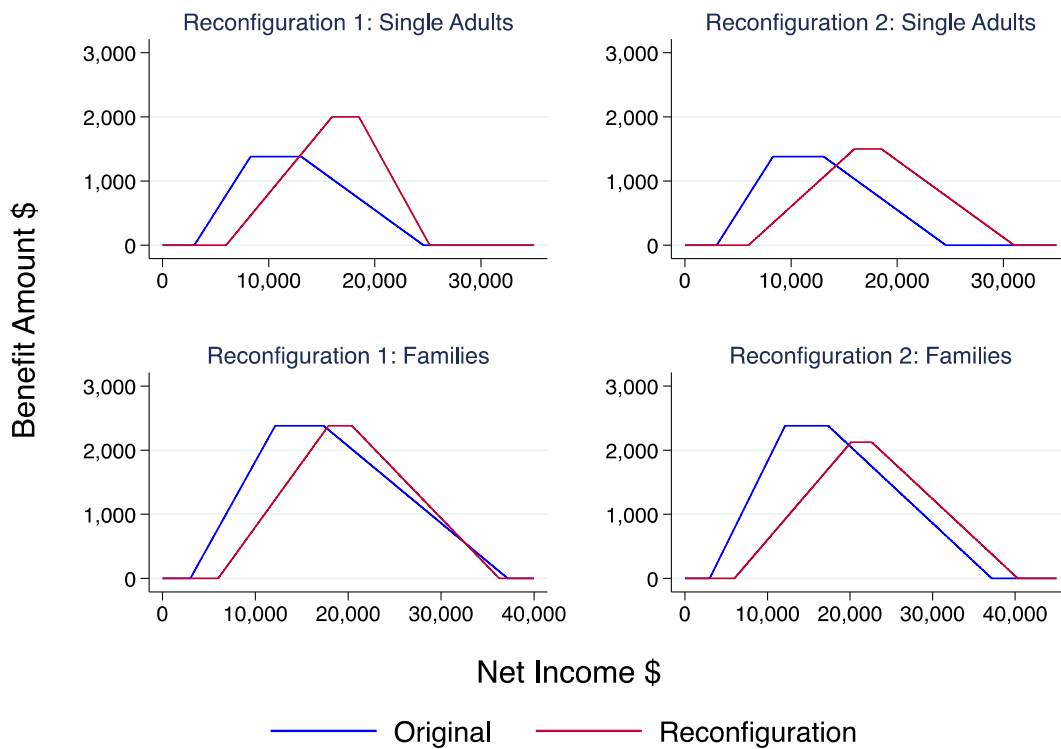 Reconfiguration 1: Single Adults
3,000
2,000
1,000
0
0 10,000 20,000 30,000
Reconfiguration 2: Single Adults
3,000
2,000
1,000
0
0 10,000 20,000 30,000
Reconfiguration 1: Families
3,000
2,000
1,000
0
0 10,000 20,000 30,000 40,000
Reconfiguration 2: Families
3,000
2,000
1,000
0
0 10,000 20,000 30,000 40,000
Benefit Amount $
Net Income $
Original Reconfiguration